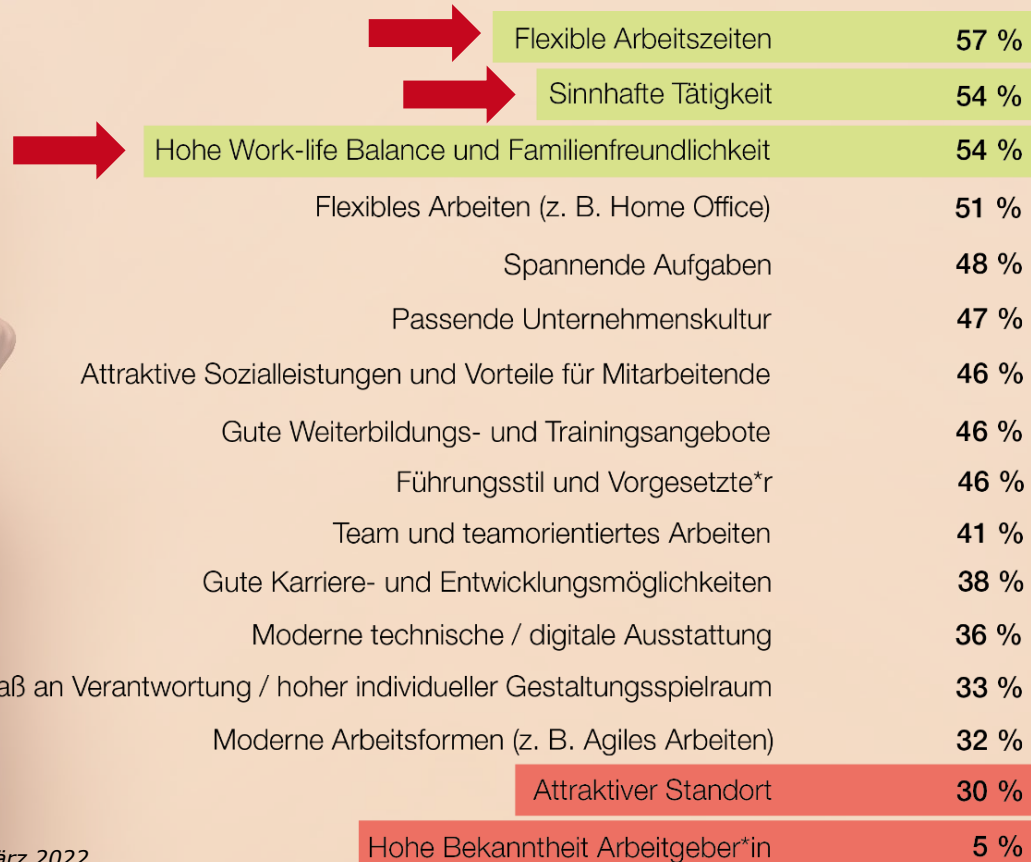 Flexible Arbeitszeiten 57 %
Sinnhafte Tätigkeit 54 %
Hohe Work-life Balance und Familienfreundlichkeit 54 %
Flexibles Arbeiten (z. B. Home Office) 51 %
Spannende Aufgaben 48 %
Passende Unternehmenskultur 47 %
Attraktive Sozialleistungen und Vorteile für Mitarbeitende 46 %
Gute Weiterbildungs- und Trainingsangebote 46 %
Führungsstil und Vorgesetzte*r 46 %
Team und teamorientiertes Arbeiten 41 %
Gute Karriere- und Entwicklungsmöglichkeiten 38 %
Moderne technische / digitale Ausstattung 36 %
an Verantwortung / hoher individueller Gestaltungsspielraum 33 %
Moderne Arbeitsformen (z. B. Agiles Arbeiten) 32 %
Attraktiver Standort 30 %
Hohe Bekanntheit Arbeitgeber*in 5 %
2022